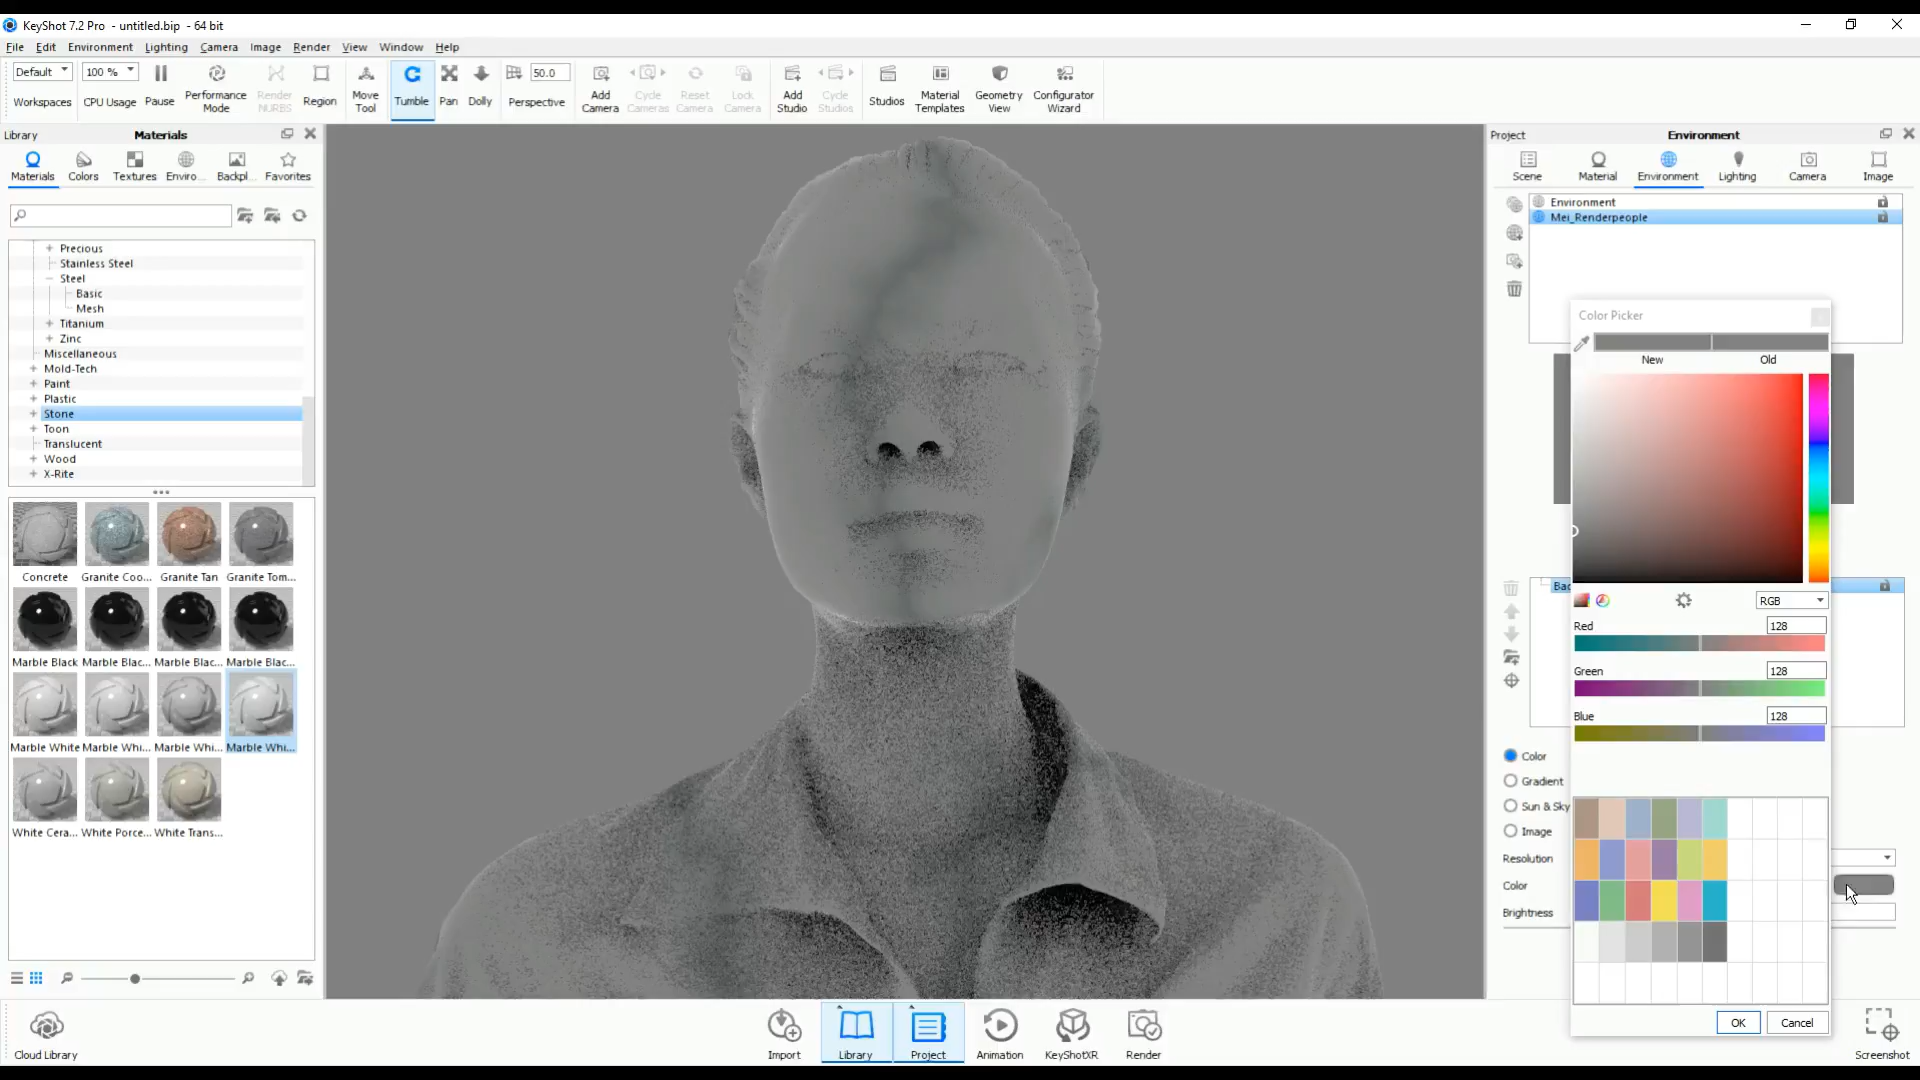 KeyShot 7.2 Pro - untitled.bip - 64 bit
File Edit Environment Lighting Camera Image Render View Window Help
Default 100 % 50.0
Workspaces CPU Usage Pause Performance Mode Render NURBS Region Move Tool Tumble Pan Dolly Perspective Add Camera Cycle Cameras Reset Camera Lock Camera Add Studio Cycle Studios Studios Material Templates Geometry View Configurator Wizard
Library Materials
Materials Colors Textures Enviro... Backpl... Favorites
Precious
Stainless Steel
Steel
Basic
Mesh
Titanium
Zinc
Miscellaneous
Mold-Tech
Paint
Plastic
Stone
Toon
Translucent
Wood
X-Rite
Concrete Granite Coo... Granite Tan Granite Tom...
Marble Black Marble Blac... Marble Blac... Marble Blac...
Marble White Marble Whi... Marble Whi... Marble Whi...
White Cera... White Porce... White Trans...
Project Environment
Scene Material Environment Lighting Camera Image
Environment
Mei_Renderpeople
Color Picker
New Old
RGB
Red 128
Green 128
Blue 128
OK Cancel
Bac
Color
Gradient
Sun & Sky
Image
Resolution
Color
Brightness
Cloud Library Import Library Project Animation KeyShotXR Render Screenshot